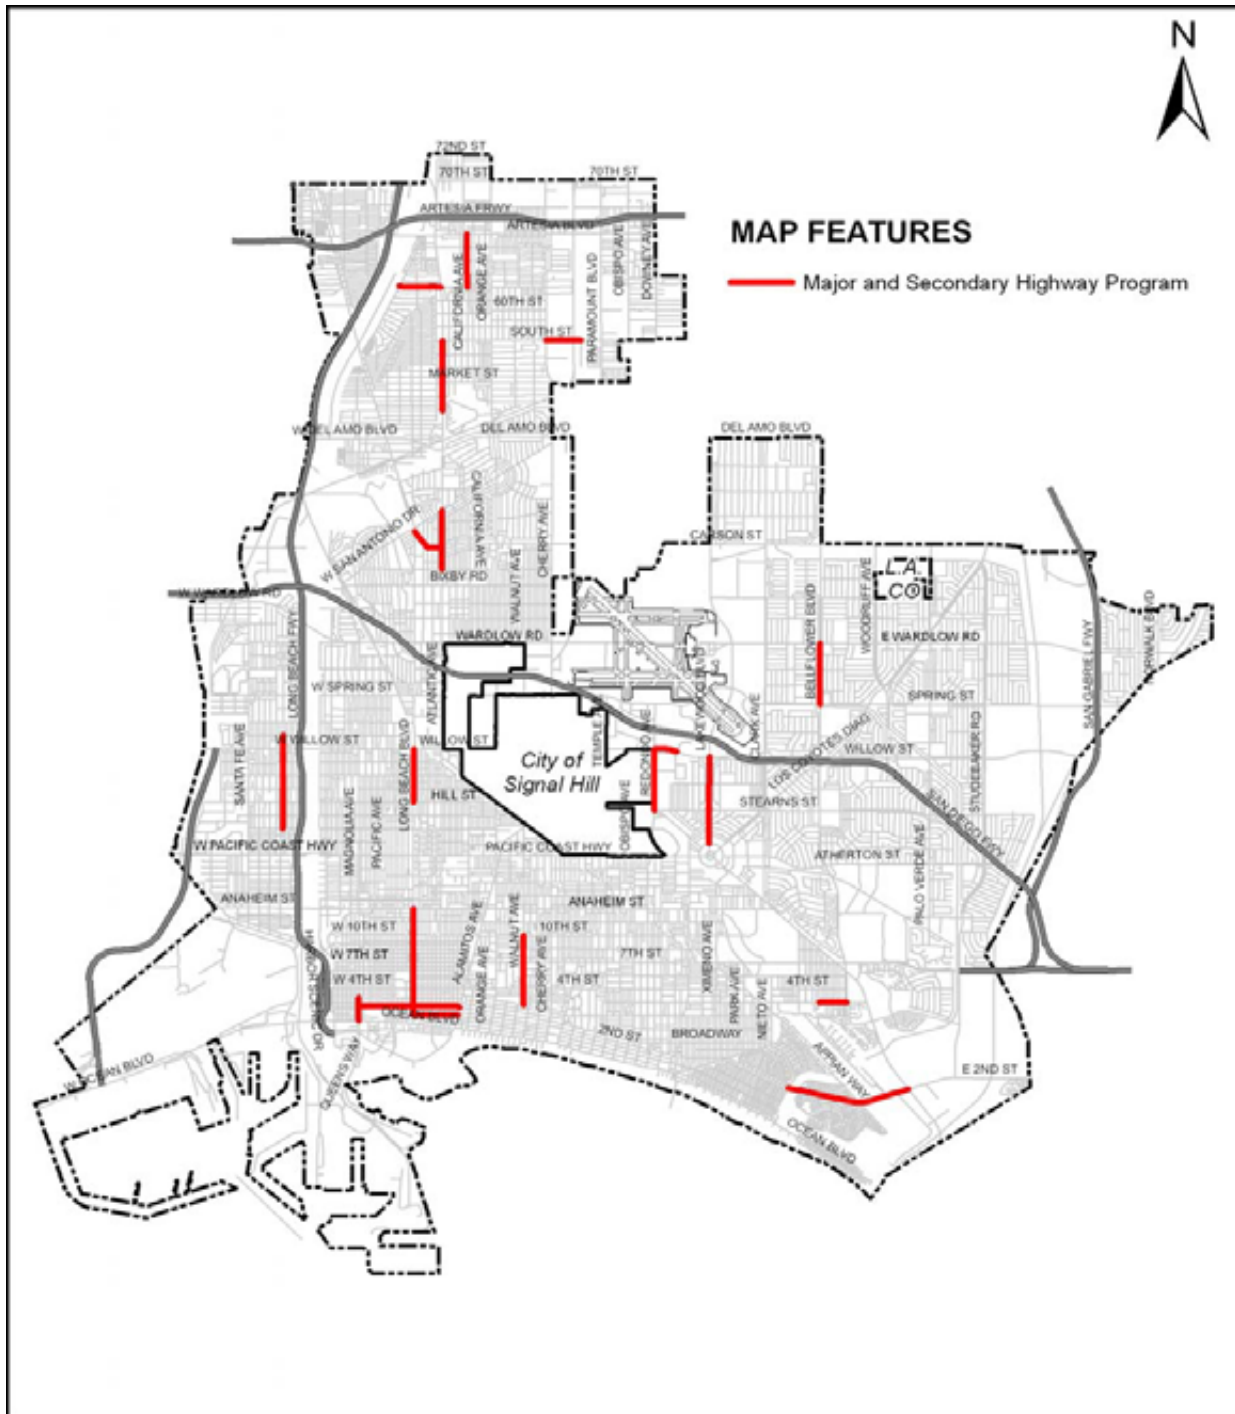 N
72ND ST
70TH ST
70TH ST
ARTESIA FRWY
ARTESIA BLVD
MAP FEATURES
Major and Secondary Highway Program
CALIFORNIA AVE
ORANGE AVE
PARAMOUNT BLVD
OBISPO AVE
DOWNEY AVE
60TH ST
SOUTH ST
MARKET ST
W DEL AMO BLVD
DEL AMO BLVD
DEL AMO BLVD
W SAN ANTONIO DR
CALIFORNIA AVE
CHERRY AVE
WALNUT AVE
BIXBY RD
CARSON ST
L.A.
CO
WOODRUFF AVE
BELLFLOWER BLVD
E WARDLOW RD
NORWALK BLVD
SAN GABRIEL FWY
WARDLOW RD
LONG BEACH FWY
ATLANTIC AVE
W SPRING ST
SPRING ST
LAKEWOOD BLVD
CLARK AVE
LOS COYOTES DIAG
STUDEBAKER RD
SANTA FE AVE
W WILLOW ST
WILLOW ST
WILLOW ST
LONG BEACH BLVD
TEMPLE
REDONDO AVE
City of
Signal Hill
HILL ST
STEARNS ST
SAN DIEGO FWY
MAGNOLIA AVE
PACIFIC AVE
OBISPO AVE
W PACIFIC COAST HWY
PACIFIC COAST HWY
ATHERTON ST
PALO VERDE AVE
ANAHEIM ST
ANAHEIM ST
W 10TH ST
10TH ST
ALAMITOS AVE
WALNUT AVE
W 7TH ST
7TH ST
W 4TH ST
4TH ST
4TH ST
ORANGE AVE
CHERRY AVE
XIMENO AVE
PARK AVE
NIETO AVE
HARBOR SCENIC DR
OCEAN BLVD
2ND ST
BROADWAY
APPIAN WAY
E 2ND ST
W OCEAN BLVD
QUEENS WAY
OCEAN BLVD